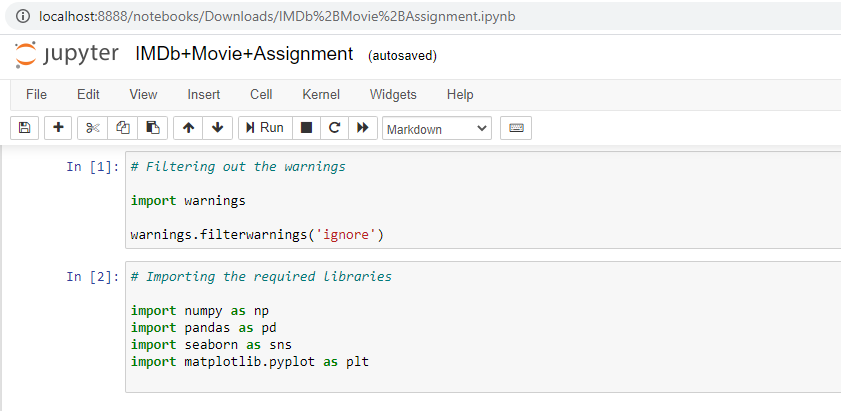 localhost:8888/notebooks/Downloads/IMDb%2BMovie%2BAssignment.ipynb
jupyter IMDb+Movie+Assignment (autosaved)
File Edit View Insert Cell Kernel Widgets Help
Run Markdown
In [1]: # Filtering out the warnings
import warnings
warnings.filterwarnings('ignore')
In [2]: # Importing the required libraries
import numpy as np
import pandas as pd
import seaborn as sns
import matplotlib.pyplot as plt